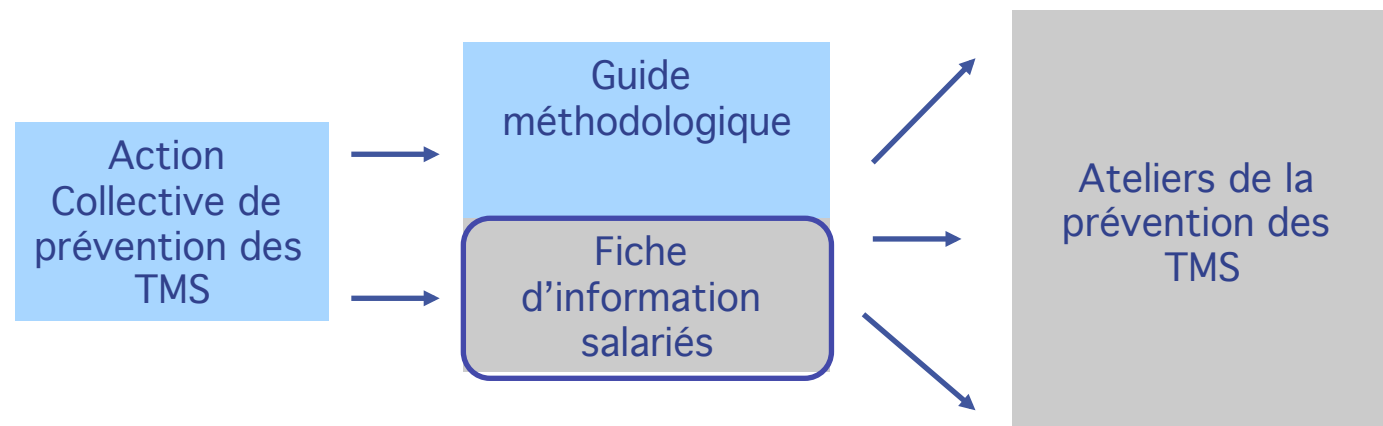 Action
Collective de
prévention des
TMS
Guide
méthodologique
Fiche
d’information
salariés
Ateliers de la
prévention des
TMS